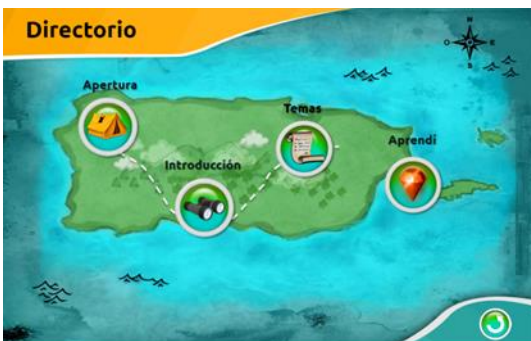 Directorio
N
O
E
S
Apertura
Temas
Aprendí
Introducción